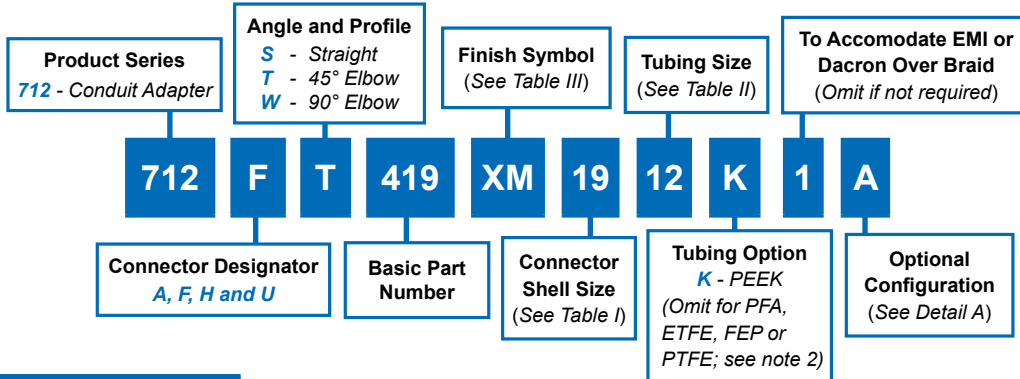 Product Series
712 - Conduit Adapter
Angle and Profile
S - Straight
T - 45° Elbow
W - 90° Elbow
Finish Symbol
(See Table III)
Tubing Size
(See Table II)
To Accomodate EMI or
Dacron Over Braid
(Omit if not required)
712 F T 419 XM 19 12 K 1 A
Connector Designator
A, F, H and U
Basic Part
Number
Connector
Shell Size
(See Table I)
Tubing Option
K - PEEK
(Omit for PFA,
ETFE, FEP or
PTFE; see note 2)
Optional
Configuration
(See Detail A)